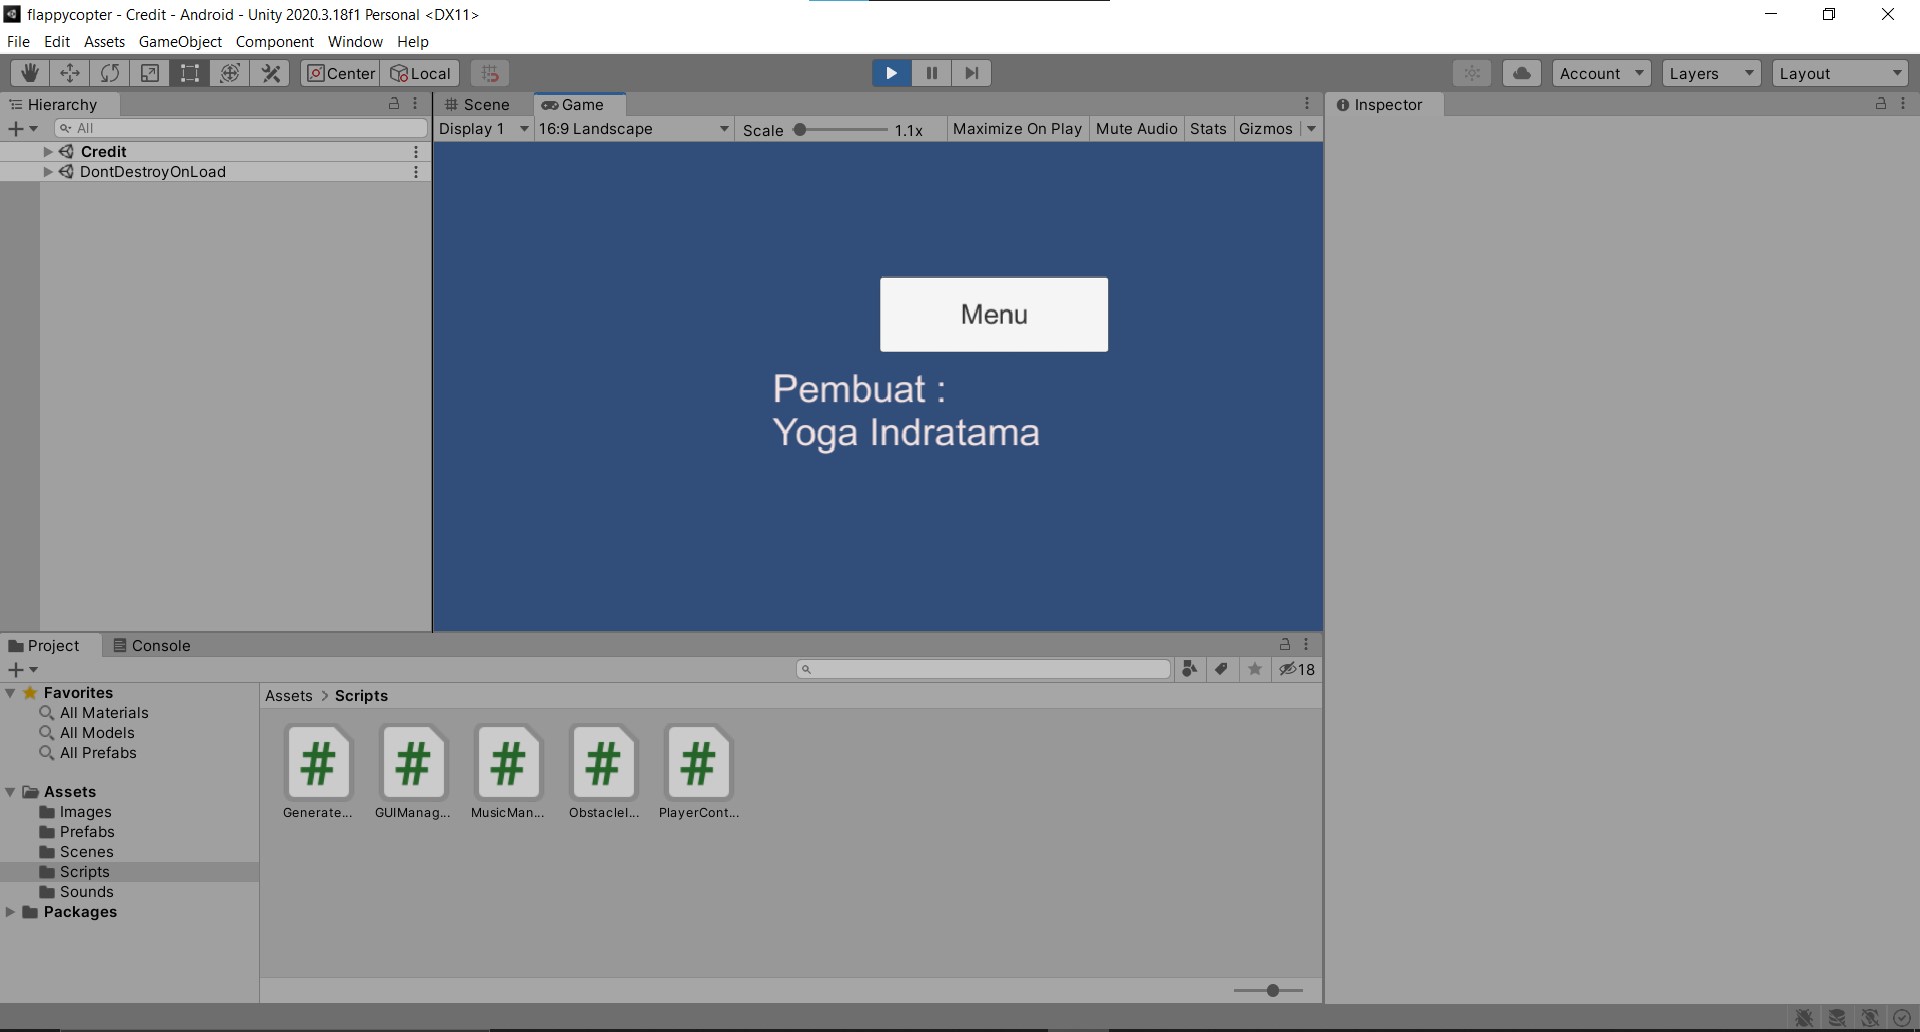 flappycopter - Credit - Android - Unity 2020.3.18f1 Personal <DX11>
File Edit Assets GameObject Component Window Help
Center Local Account Layers Layout
Hierarchy
All
Credit
DontDestroyOnLoad
Scene Game
Display 1 16:9 Landscape Scale 1.1x Maximize On Play Mute Audio Stats Gizmos
Menu
Pembuat :
Yoga Indratama
Inspector
Project Console
18
Favorites
All Materials
All Models
All Prefabs
Assets
Images
Prefabs
Scenes
Scripts
Sounds
Packages
Assets > Scripts
# # # # #
Generate... GUIManag... MusicMan... ObstacleI... PlayerCont...